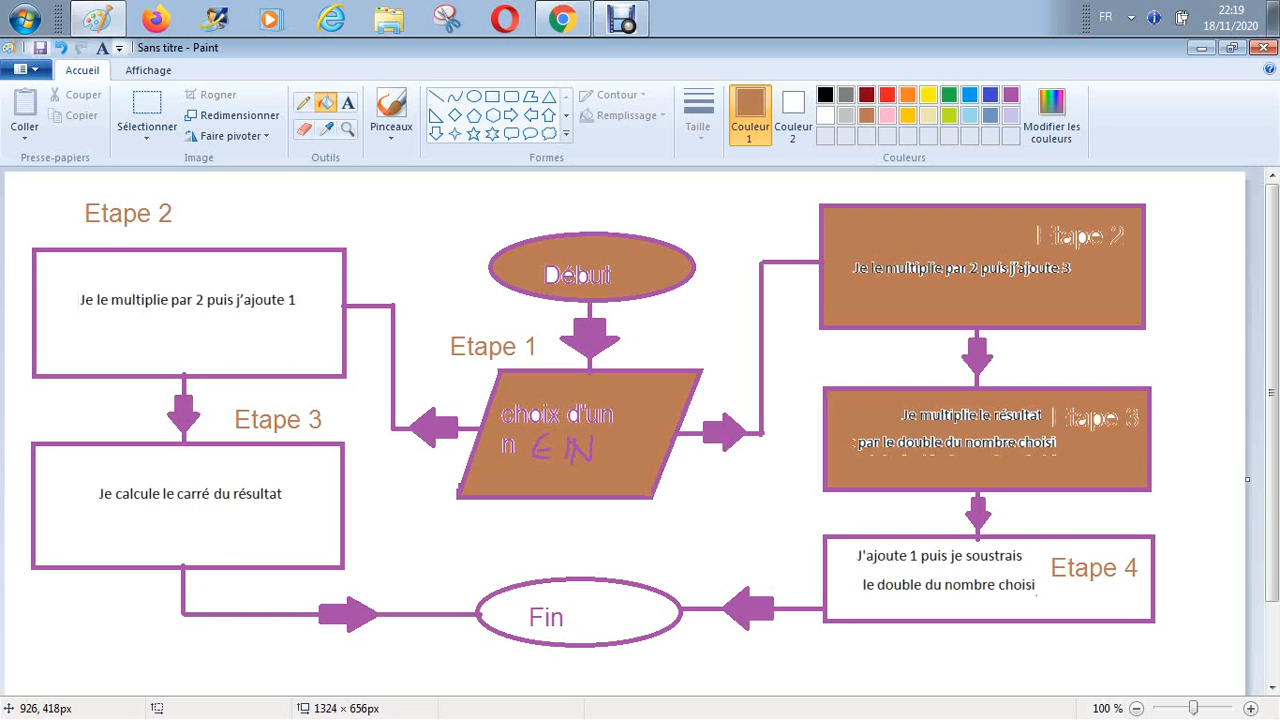 FR
22:19
18/11/2020
Sans titre - Paint
Accueil
Affichage
Coller
Couper
Copier
Presse-papiers
Sélectionner
Rogner
Redimensionner
Faire pivoter
Image
Outils
Pinceaux
Formes
Contour
Remplissage
Taille
Couleur 1
Couleur 2
Modifier les couleurs
Couleurs
Etape 2
Je le multiplie par 2 puis j'ajoute 1
Etape 3
Je calcule le carré du résultat
Début
Etape 1
choix d"un
n ∈ IN
Fin
Etape 2
Je le multiplie par 2 puis j'ajoute 3
Je multiplie le résultat
Etape 3
par le double du nombre choisi
J'ajoute 1 puis je soustrais
Etape 4
le double du nombre choisi
926, 418px
1324 × 656px
100 %